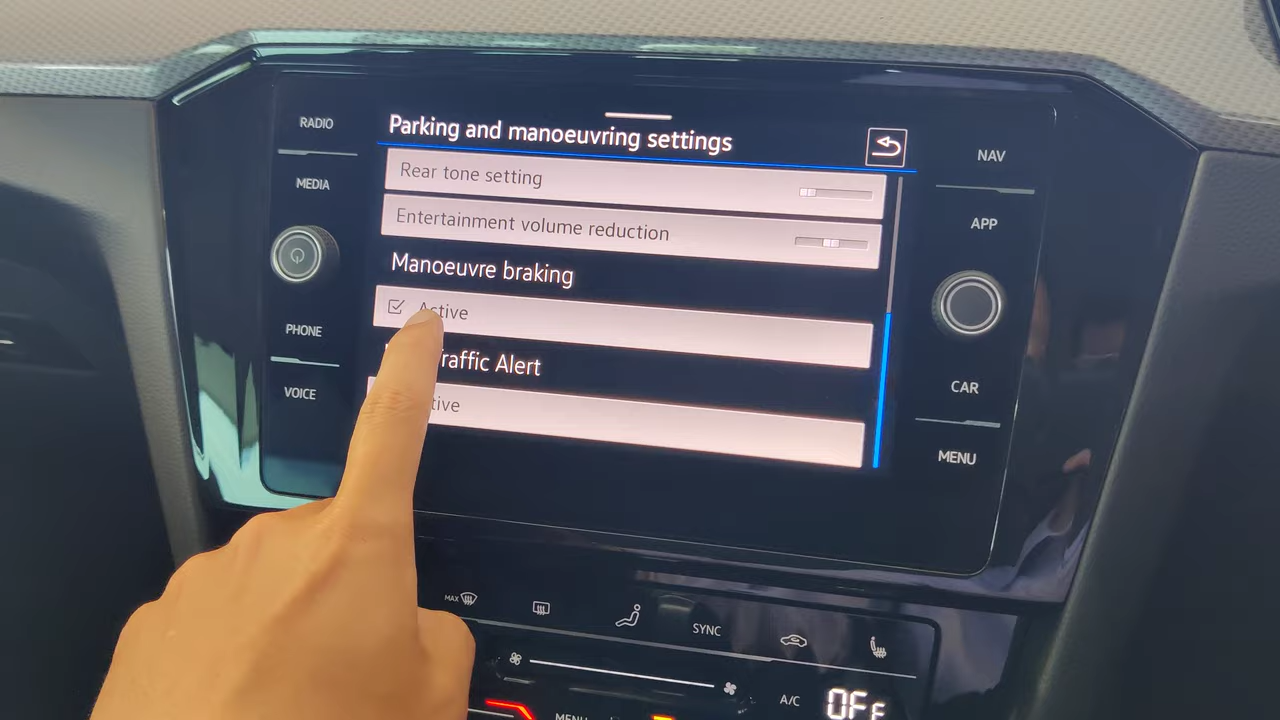 RADIO
MEDIA
PHONE
VOICE
Parking and manoeuvring settings
Rear tone setting
Entertainment volume reduction
Manoeuvre braking
Active
Traffic Alert
NAV
APP
CAR
MENU
MAX
SYNC
A/C
OFF
MENU